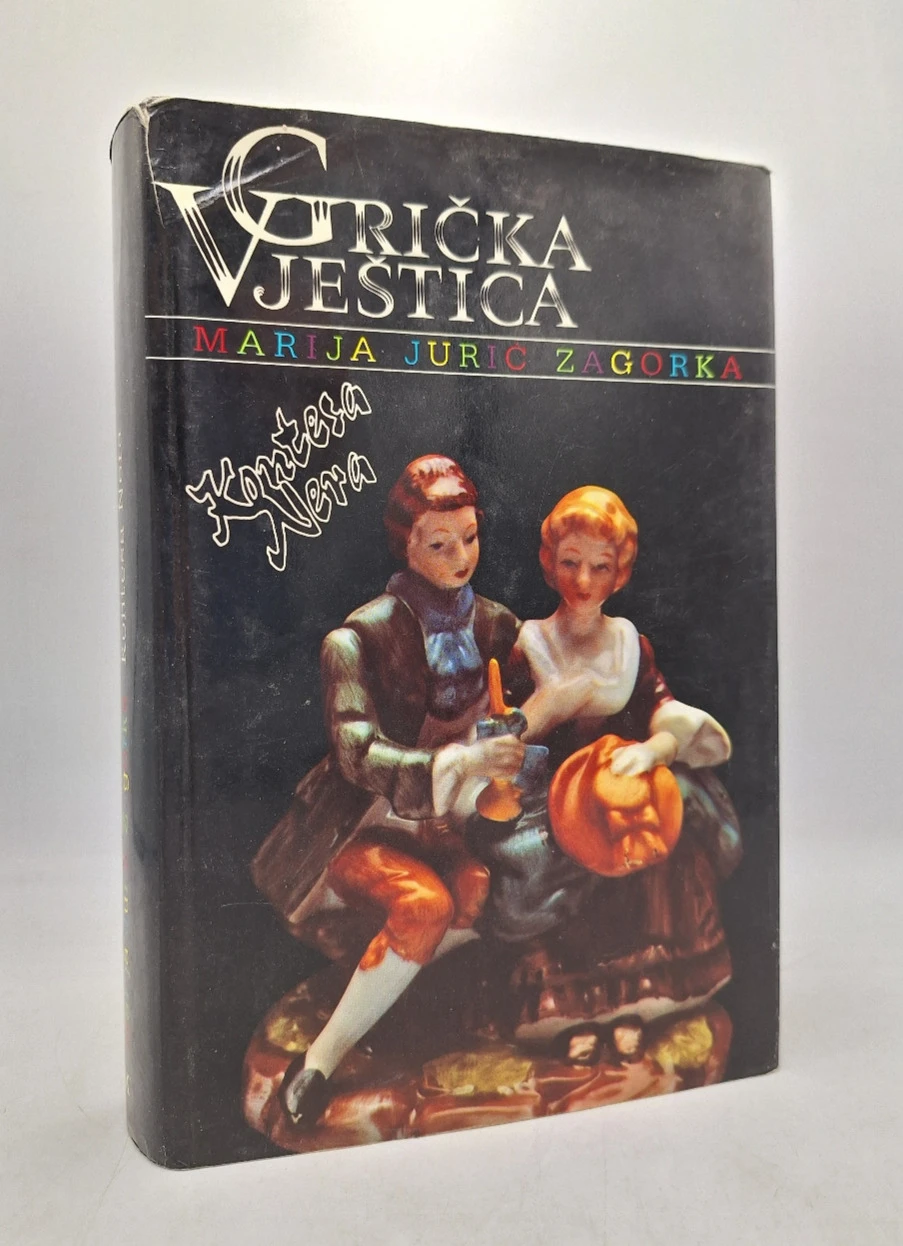 GRIČKA
VJEŠTICA
MARIJA JURIĆ ZAGORKA
Kontesa
Nera